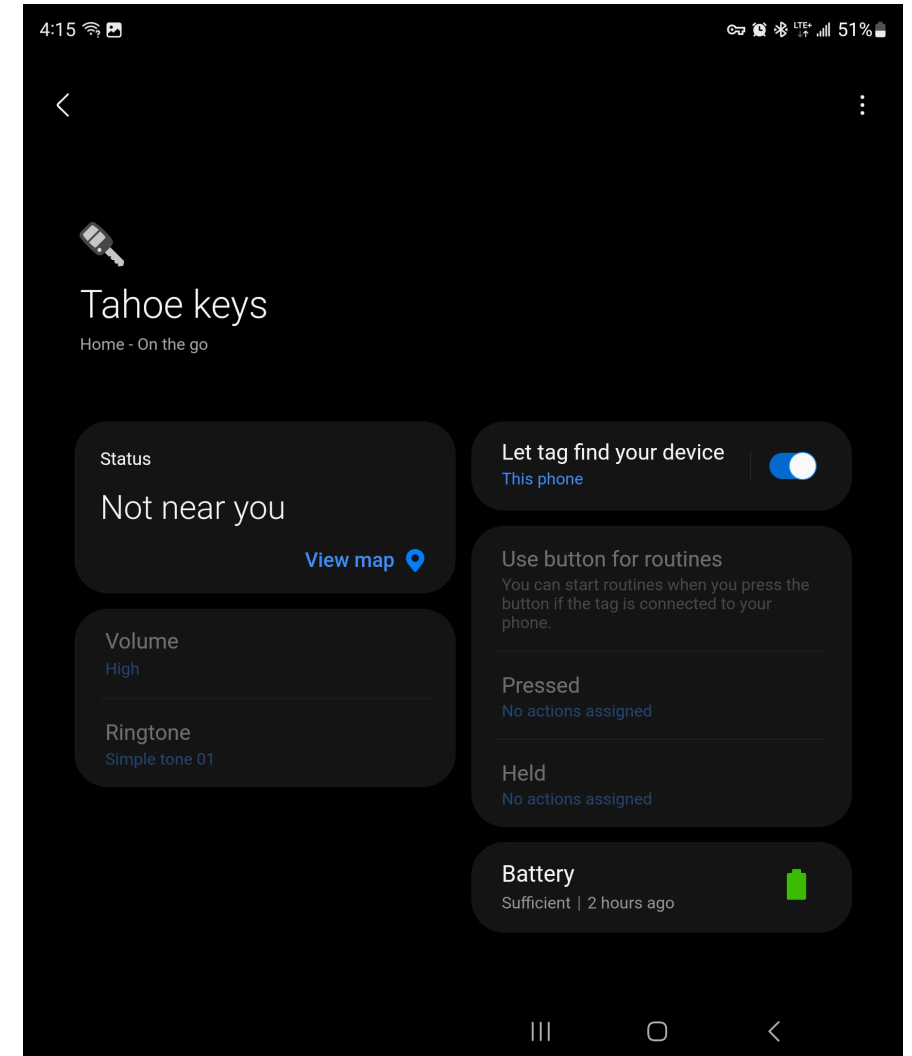 4:15
LTE+
51%
Tahoe keys
Home - On the go
Status
Not near you
View map
Volume
High
Ringtone
Simple tone 01
Let tag find your device
This phone
Use button for routines
You can start routines when you press the
button if the tag is connected to your
phone.
Pressed
No actions assigned
Held
No actions assigned
Battery
Sufficient | 2 hours ago